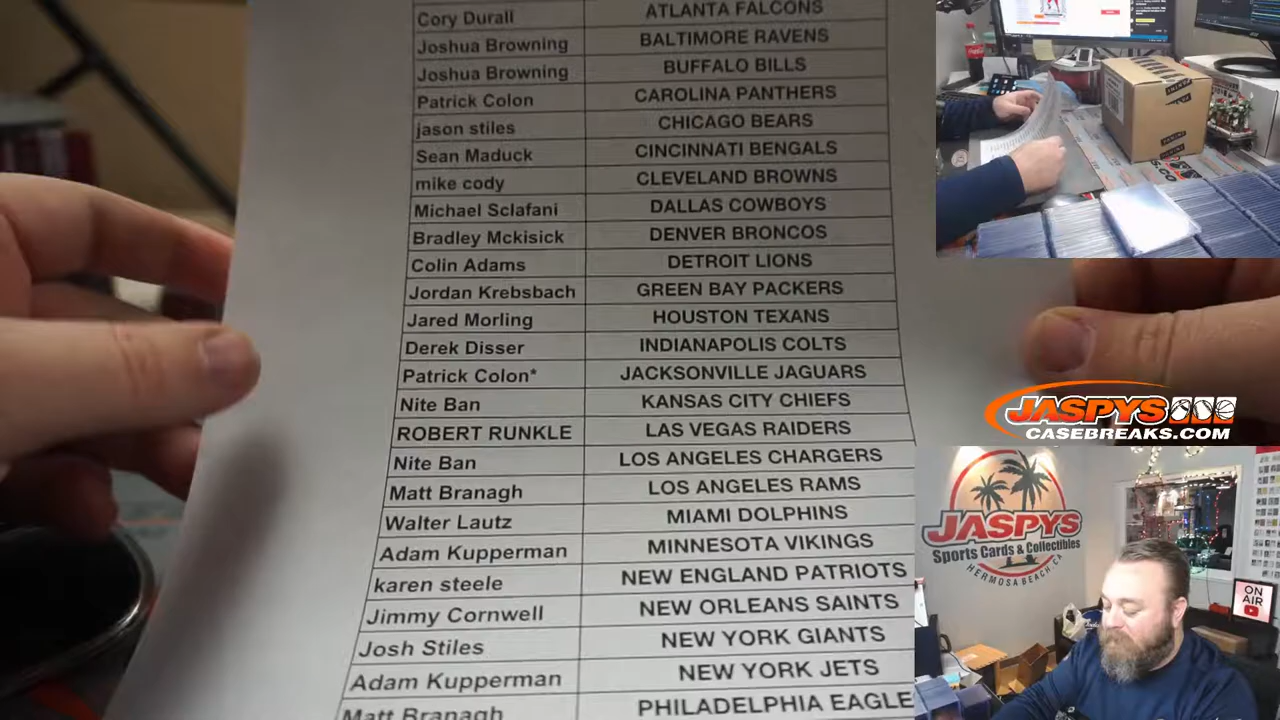 Cory Durall ATLANTA FALCONS
Joshua Browning BALTIMORE RAVENS
Joshua Browning BUFFALO BILLS
Patrick Colon CAROLINA PANTHERS
jason stiles CHICAGO BEARS
Sean Maduck CINCINNATI BENGALS
mike cody CLEVELAND BROWNS
Michael Sclafani DALLAS COWBOYS
Bradley Mckisick DENVER BRONCOS
Colin Adams DETROIT LIONS
Jordan Krebsbach GREEN BAY PACKERS
Jared Morling HOUSTON TEXANS
Derek Disser INDIANAPOLIS COLTS
Patrick Colon* JACKSONVILLE JAGUARS
Nite Ban KANSAS CITY CHIEFS
ROBERT RUNKLE LAS VEGAS RAIDERS
Nite Ban LOS ANGELES CHARGERS
Matt Branagh LOS ANGELES RAMS
Walter Lautz MIAMI DOLPHINS
Adam Kupperman MINNESOTA VIKINGS
karen steele NEW ENGLAND PATRIOTS
Jimmy Cornwell NEW ORLEANS SAINTS
Josh Stiles NEW YORK GIANTS
Adam Kupperman NEW YORK JETS
Matt Branagh PHILADELPHIA EAGLE
PANINI
JASPYS
CASEBREAKS.COM
JASPYS
Sports Cards & Collectibles
HERMOSA BEACH, CA
ON
AIR